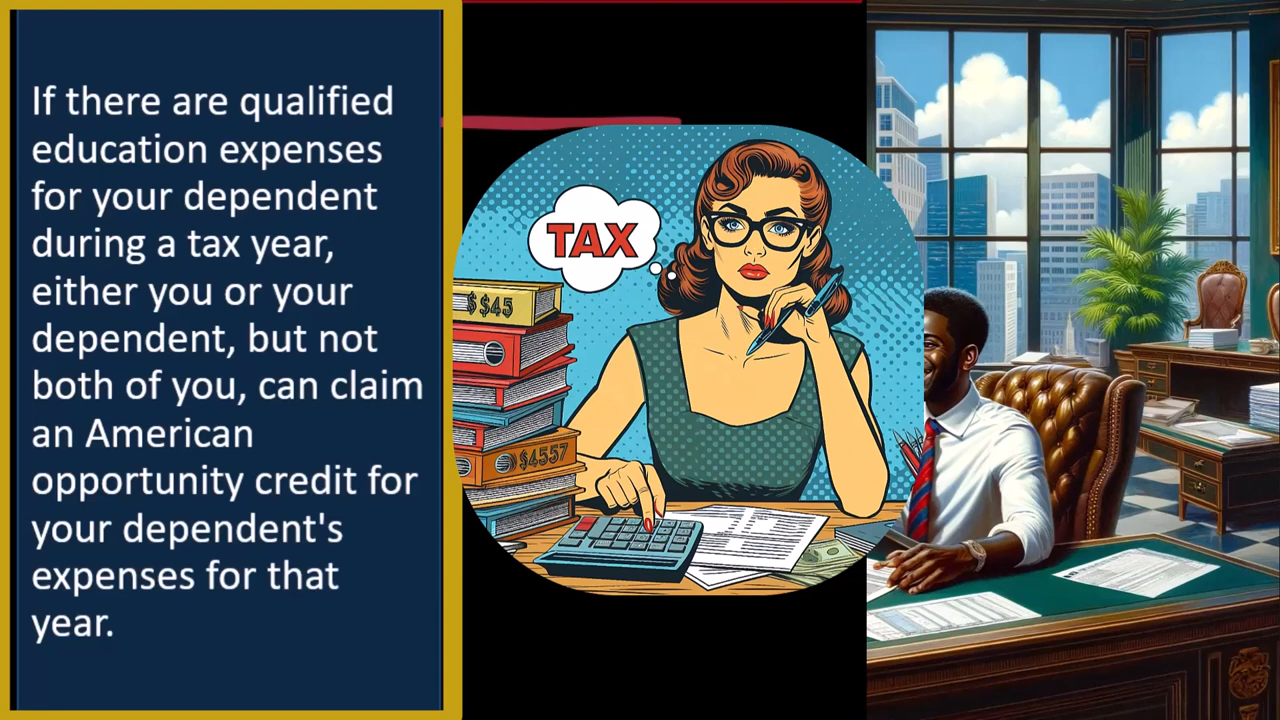 If there are qualified
education expenses
for your dependent
during a tax year,
either you or your
dependent, but not
both of you, can claim
an American
opportunity credit for
your dependent's
expenses for that
year.
TAX
$$45
$4557